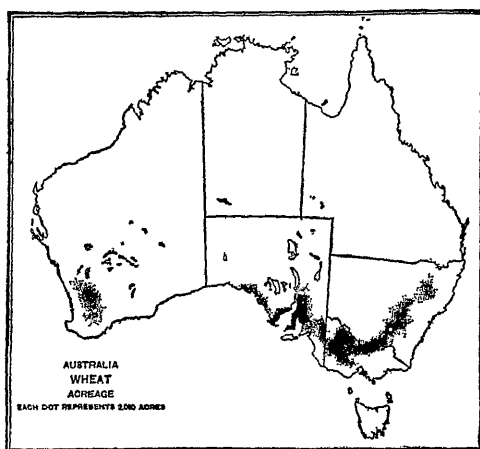 AUSTRALIA
WHEAT
ACREAGE
EACH DOT REPRESENTS 2,000 ACRES